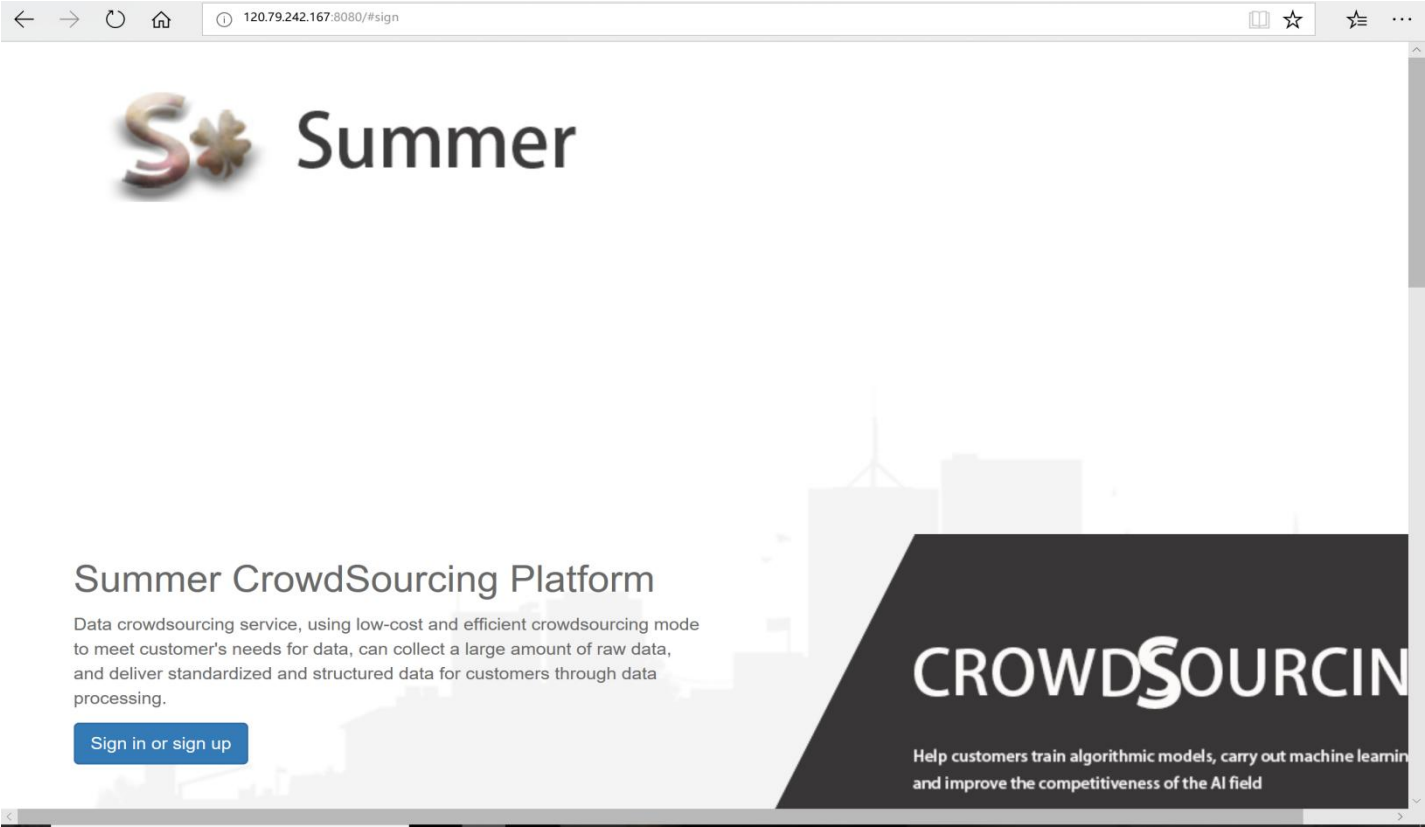 120.79.242.167:8080/#sign
S Summer
Summer CrowdSourcing Platform
Data crowdsourcing service, using low-cost and efficient crowdsourcing mode
to meet customer's needs for data, can collect a large amount of raw data,
and deliver standardized and structured data for customers through data
processing.
Sign in or sign up
CROWDSOURCIN
Help customers train algorithmic models, carry out machine learnin
and improve the competitiveness of the AI field